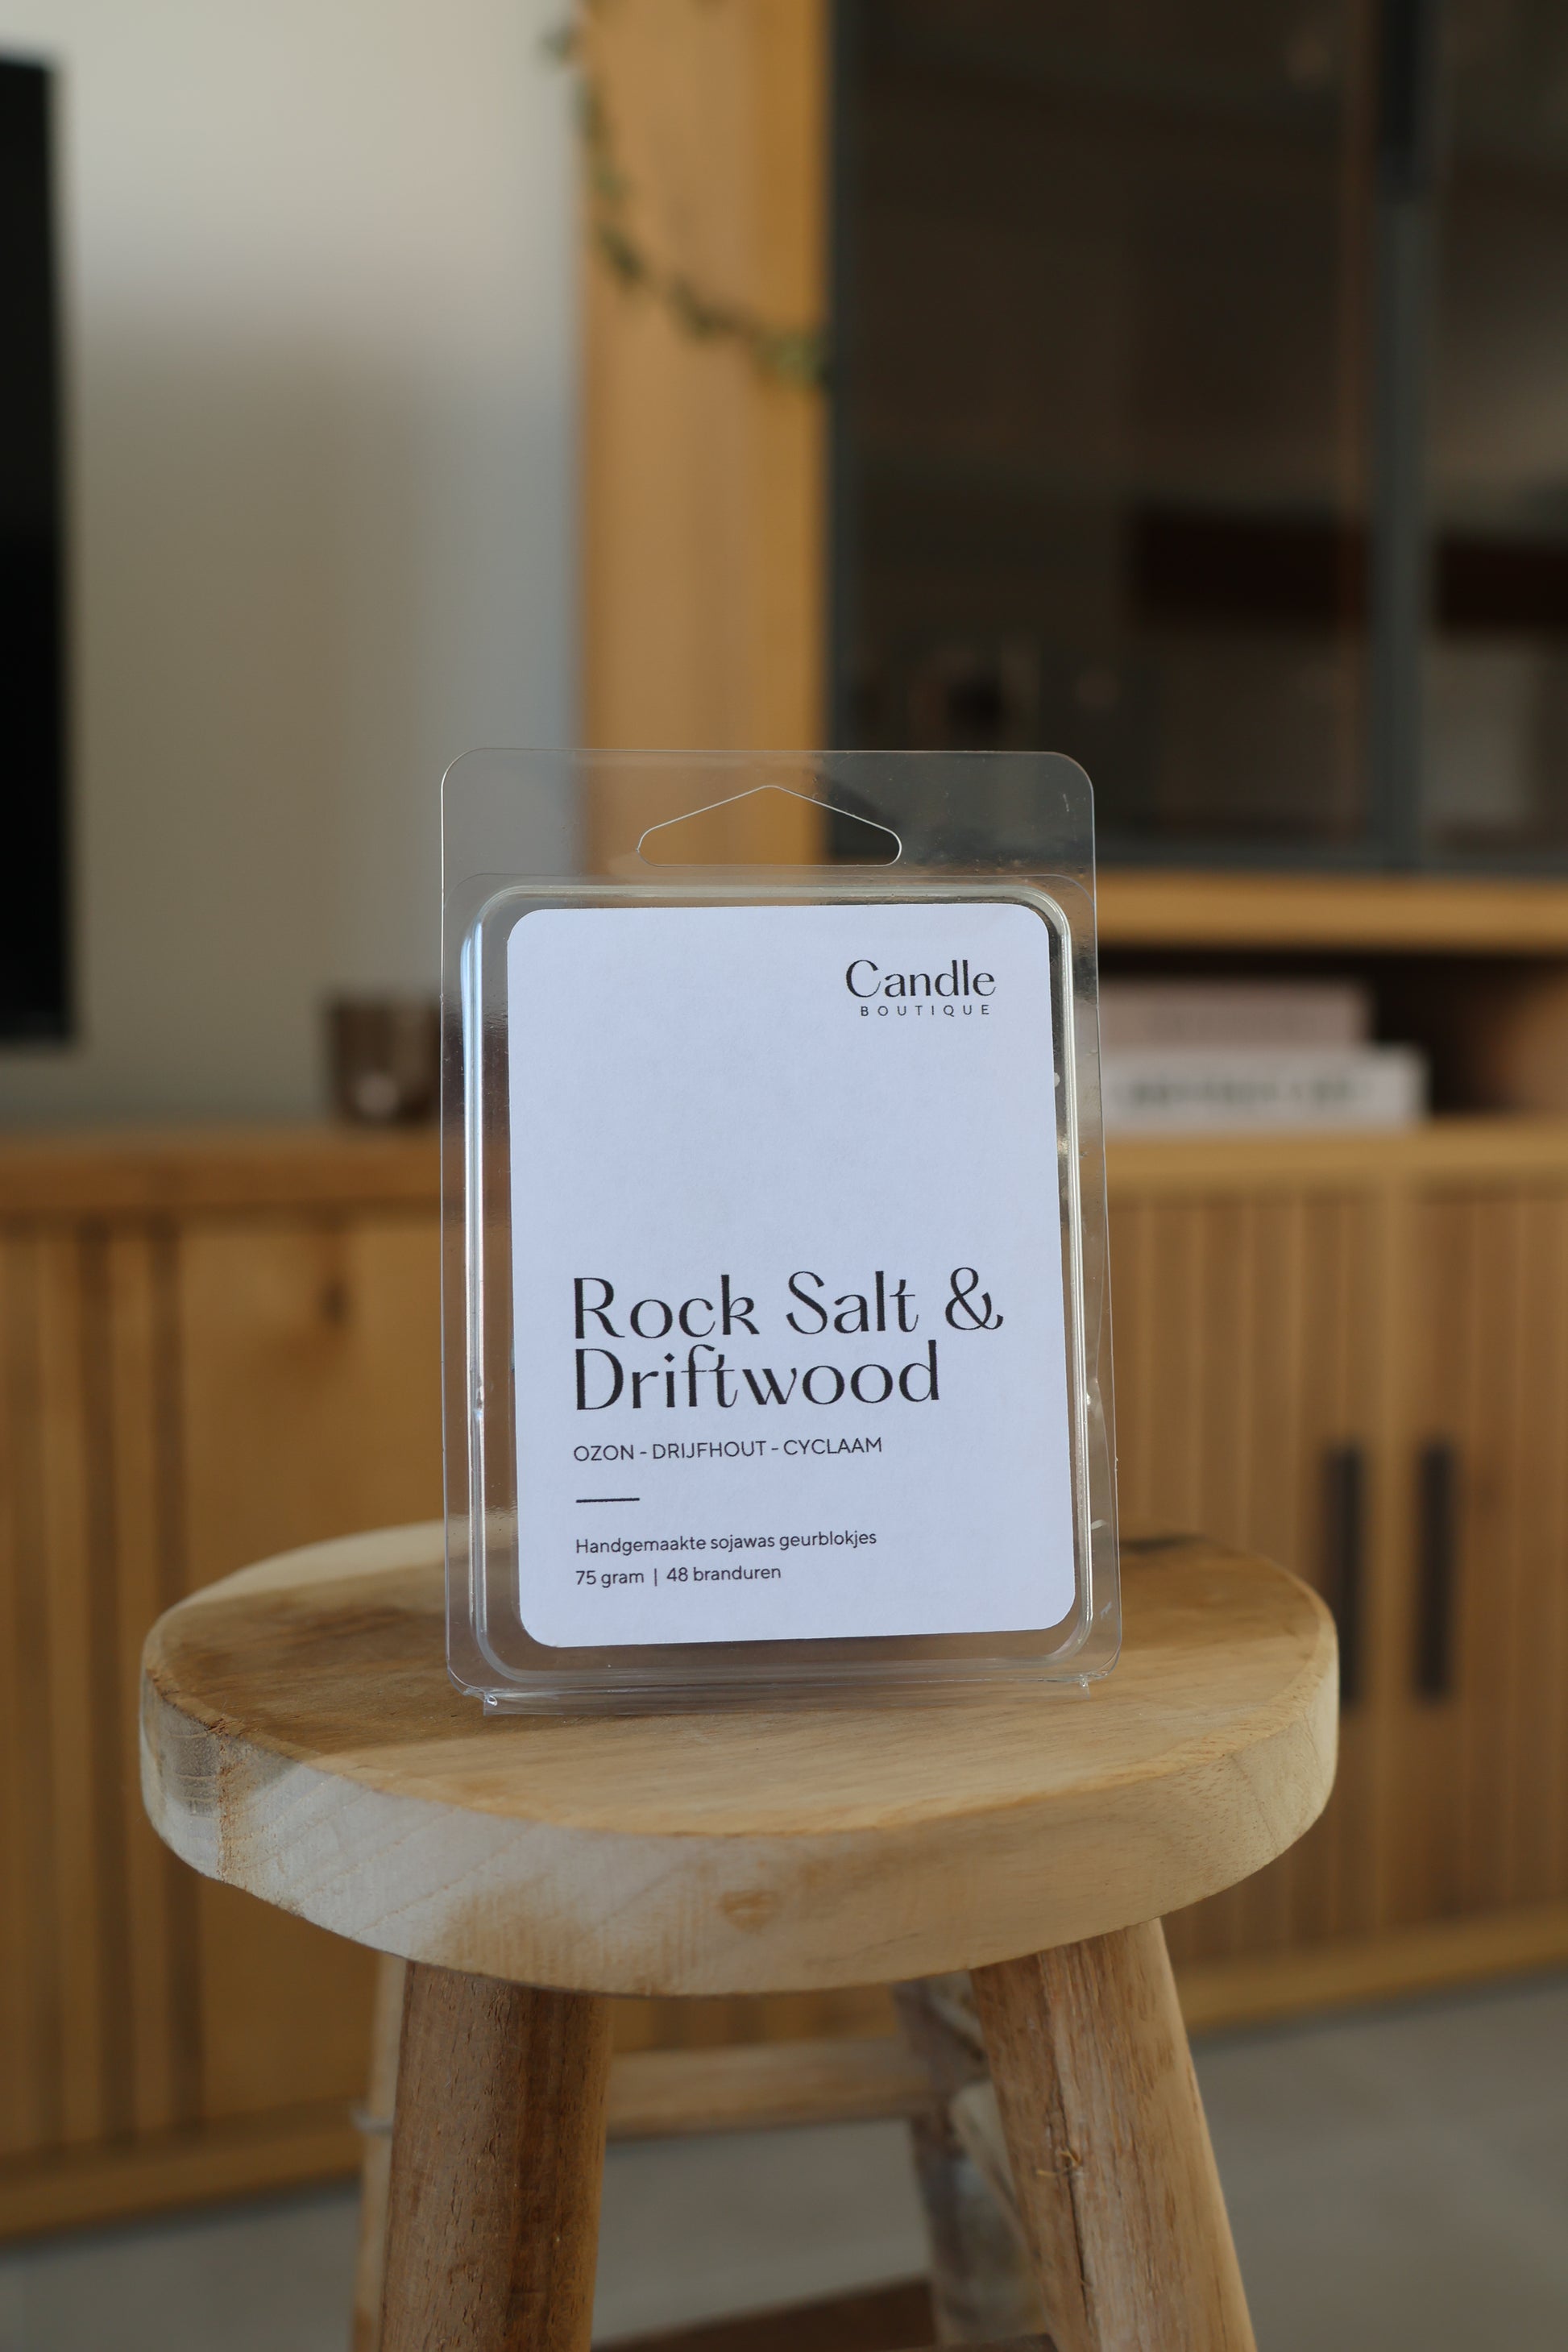 Candle
BOUTIQUE
Rock Salt &
Driftwood
OZON - DRIJFHOUT - CYCLAAM
Handgemaakte sojawas geurblokjes
75 gram | 48 branduren